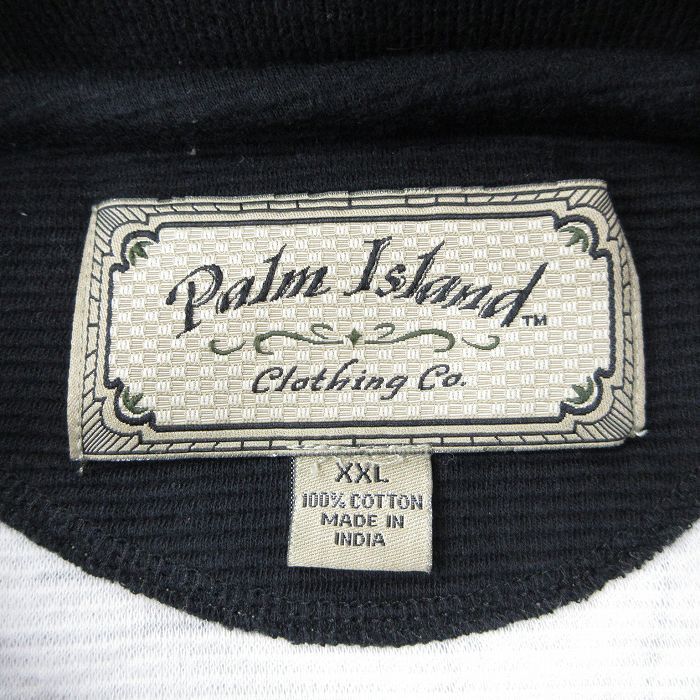 Palm Island™
Clothing Co.
XXL
100% COTTON
MADE IN
INDIA